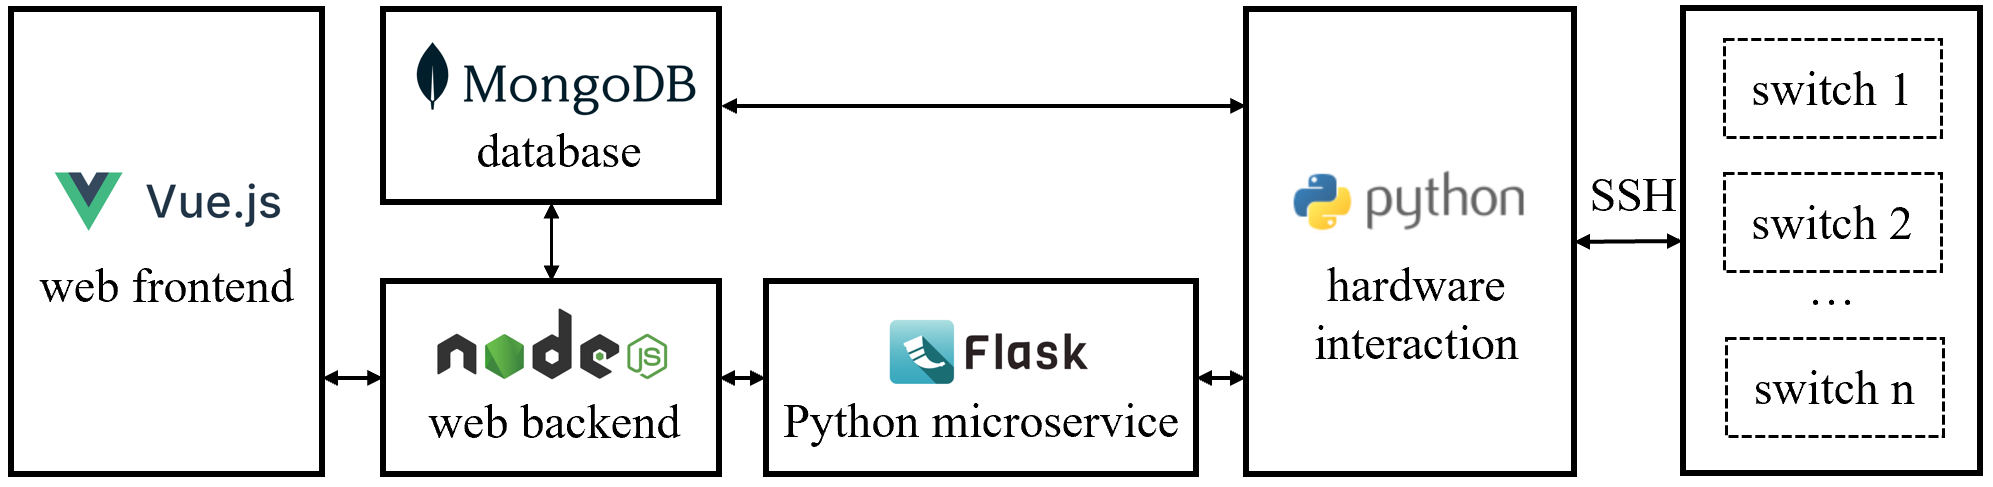 Vue.js
web frontend
MongoDB
database
node
JS
web backend
Flask
Python microservice
python
hardware
interaction
SSH
switch 1
switch 2
...
switch n